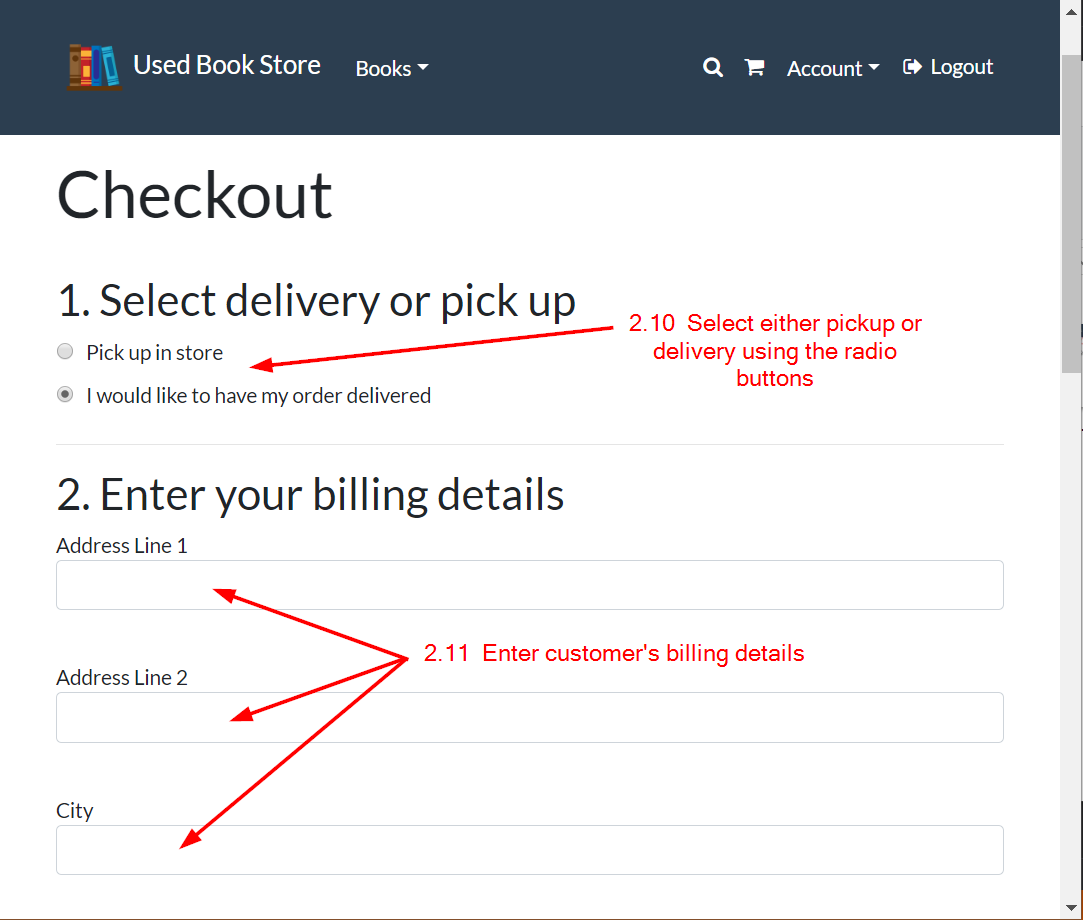 Used Book Store Books Account Logout
Checkout
1. Select delivery or pick up
2.10 Select either pickup or
delivery using the radio
buttons
Pick up in store
I would like to have my order delivered
2. Enter your billing details
Address Line 1
2.11 Enter customer's billing details
Address Line 2
City